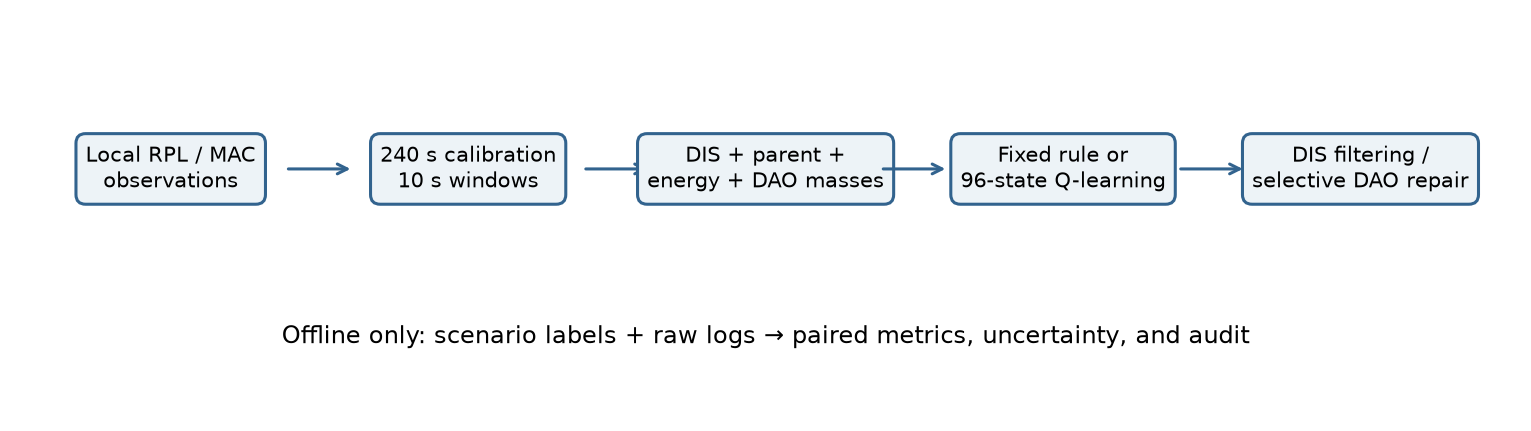 Local RPL / MAC
observations
240 s calibration
10 s windows
DIS + parent +
energy + DAO masses
Fixed rule or
96-state Q-learning
DIS filtering /
selective DAO repair
Offline only: scenario labels + raw logs → paired metrics, uncertainty, and audit